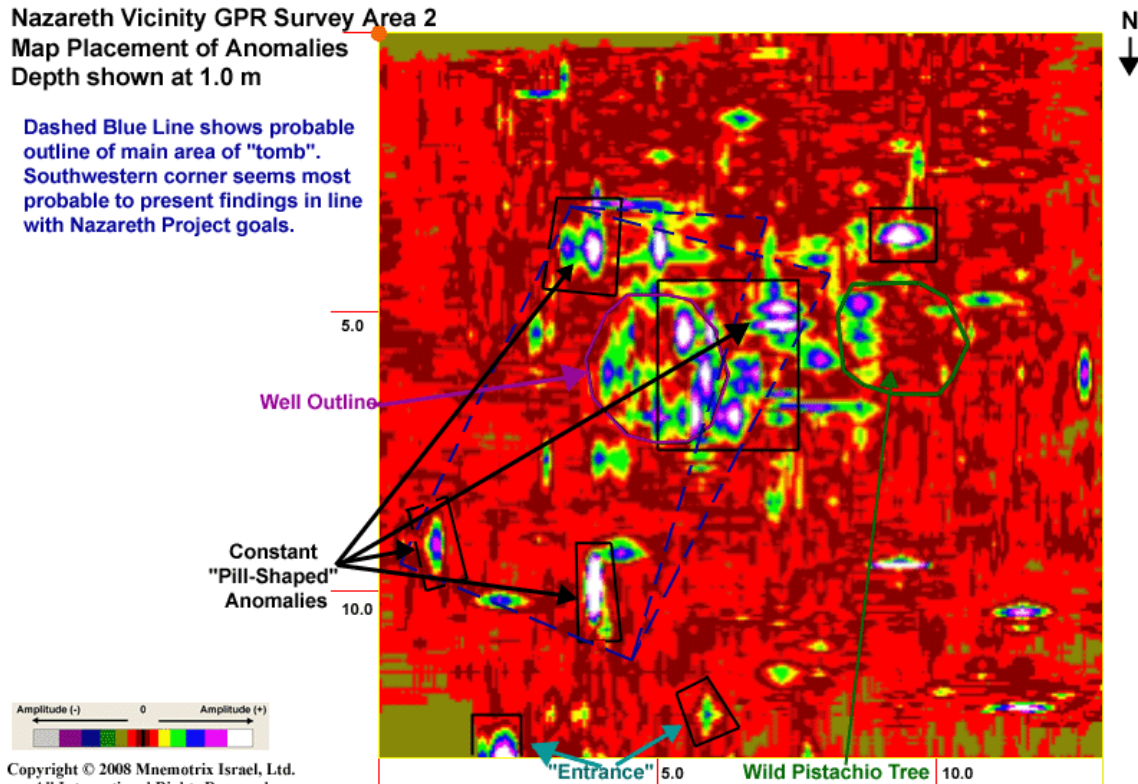 Nazareth Vicinity GPR Survey Area 2
Map Placement of Anomalies
Depth shown at 1.0 m
N
Dashed Blue Line shows probable
outline of main area of "tomb".
Southwestern corner seems most
probable to present findings in line
with Nazareth Project goals.
5.0
Well Outline
Constant
"Pill-Shaped"
Anomalies
10.0
Amplitude (-) 0 Amplitude (+)
Copyright © 2008 Mnemotrix Israel, Ltd.
"Entrance"
5.0
Wild Pistachio Tree
10.0